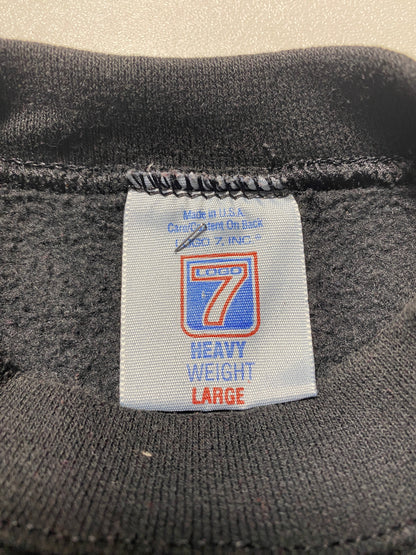 Made in U.S.A.
Care/Content On Back
LOGO 7, INC.®
LOGO
7
HEAVY
WEIGHT
LARGE